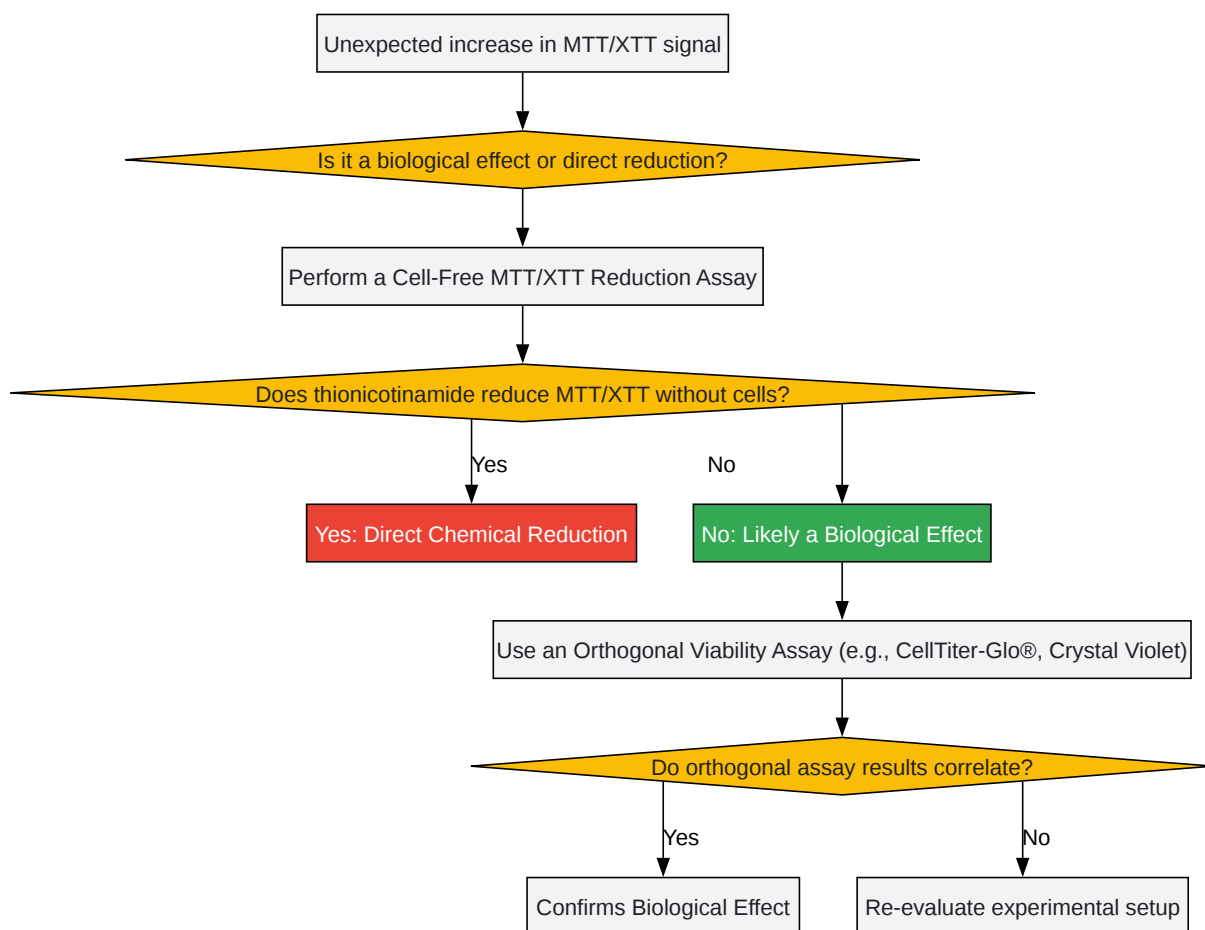 Unexpected increase in MTT/XTT signal
Is it a biological effect or direct reduction?
Perform a Cell-Free MTT/XTT Reduction Assay
Does thionicotinamide reduce MTT/XTT without cells?
Yes
No
Yes: Direct Chemical Reduction
No: Likely a Biological Effect
Use an Orthogonal Viability Assay (e.g., CellTiter-Glo®, Crystal Violet)
Do orthogonal assay results correlate?
Yes
No
Confirms Biological Effect
Re-evaluate experimental setup